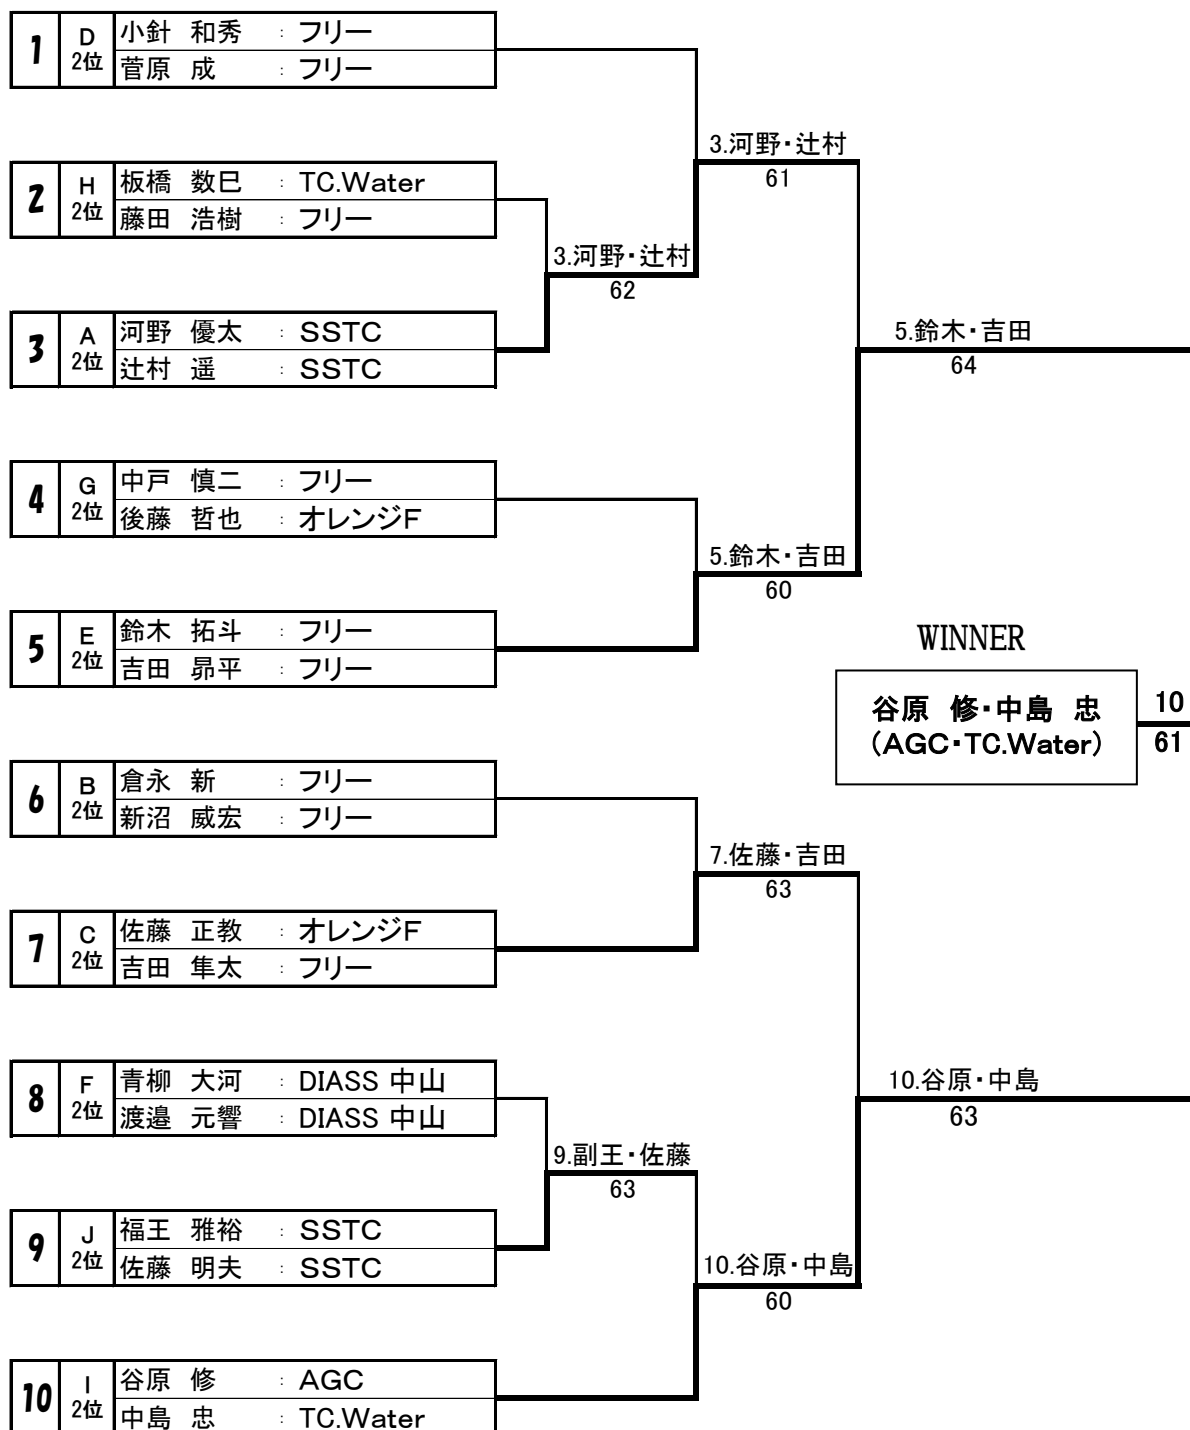 1 D 2位 小針 和秀 : フリー
菅原 成 : フリー
3.河野・辻村
61
2 H 2位 板橋 数巳 : TC.Water
藤田 浩樹 : フリー
3.河野・辻村
62
3 A 2位 河野 優太 : SSTC
辻村 遥 : SSTC
5.鈴木・吉田
64
4 G 2位 中戸 慎二 : フリー
後藤 哲也 : オレンジF
5.鈴木・吉田
60
5 E 2位 鈴木 拓斗 : フリー
吉田 昴平 : フリー
WINNER
谷原 修・中島 忠
(AGC・TC.Water)
10
61
6 B 2位 倉永 新 : フリー
新沼 威宏 : フリー
7.佐藤・吉田
63
7 C 2位 佐藤 正教 : オレンジF
吉田 隼太 : フリー
8 F 2位 青柳 大河 : DIASS 中山
渡邉 元響 : DIASS 中山
10.谷原・中島
63
9.副王・佐藤
63
9 J 2位 福王 雅裕 : SSTC
佐藤 明夫 : SSTC
10.谷原・中島
60
10 I 2位 谷原 修 : AGC
中島 忠 : TC.Water